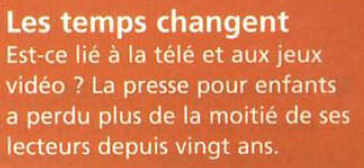 Les temps changent
Est-ce lié à la télé et aux jeux
vidéo ? La presse pour enfants
a perdu plus de la moitié de ses
lecteurs depuis vingt ans.